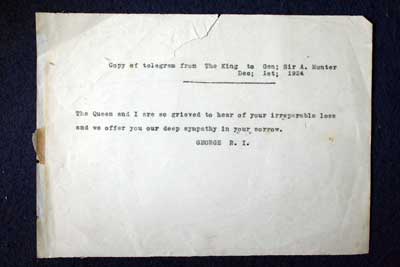 Copy of telegram from The King to Gen; Sir A. Hunter
Dec; 1st; 1924
The Queen and I are so grieved to hear of your irreparable loss
and we offer you our deep sympathy in your sorrow.
GEORGE R. I.